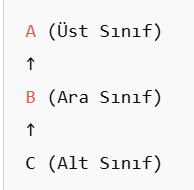 A (Üst Sınıf)
↑
B (Ara Sınıf)
↑
C (Alt Sınıf)